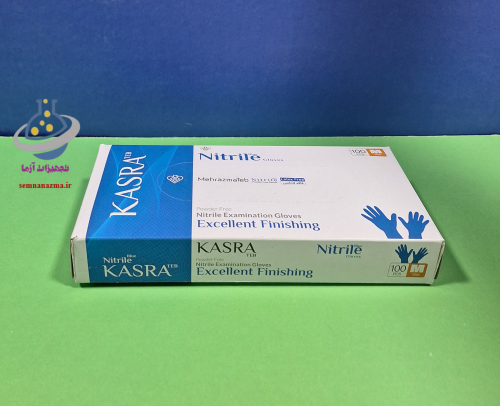 تجهیزات آزما
semnanazma.ir
KASRA TEB
Nitrile Gloves
100 M
MehrazmaTeb
Powder Free
Nitrile Examination Gloves
Excellent Finishing
Blue
Nitrile
KASRA TEB
KASRA TEB
Powder Free
Nitrile Examination Gloves
Excellent Finishing
Nitrile Gloves
100 M